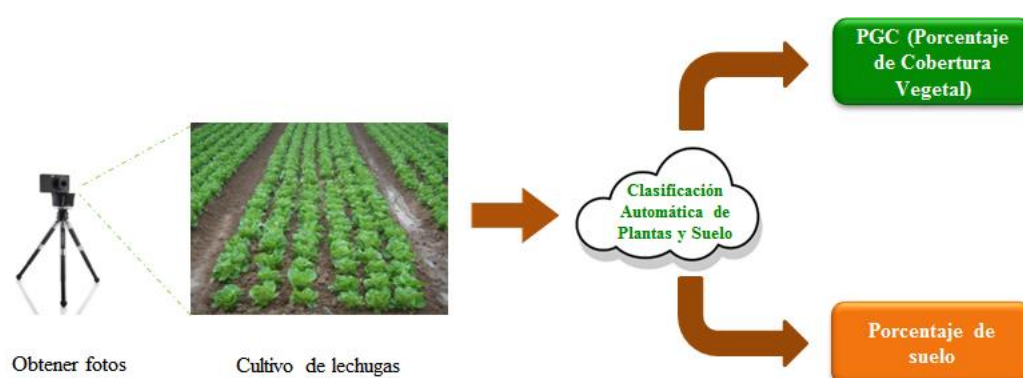 PGC (Porcentaje
de Cobertura
Vegetal)
Clasificación
Automática de
Plantas y Suelo
Porcentaje de
suelo
Obtener fotos
Cultivo de lechugas